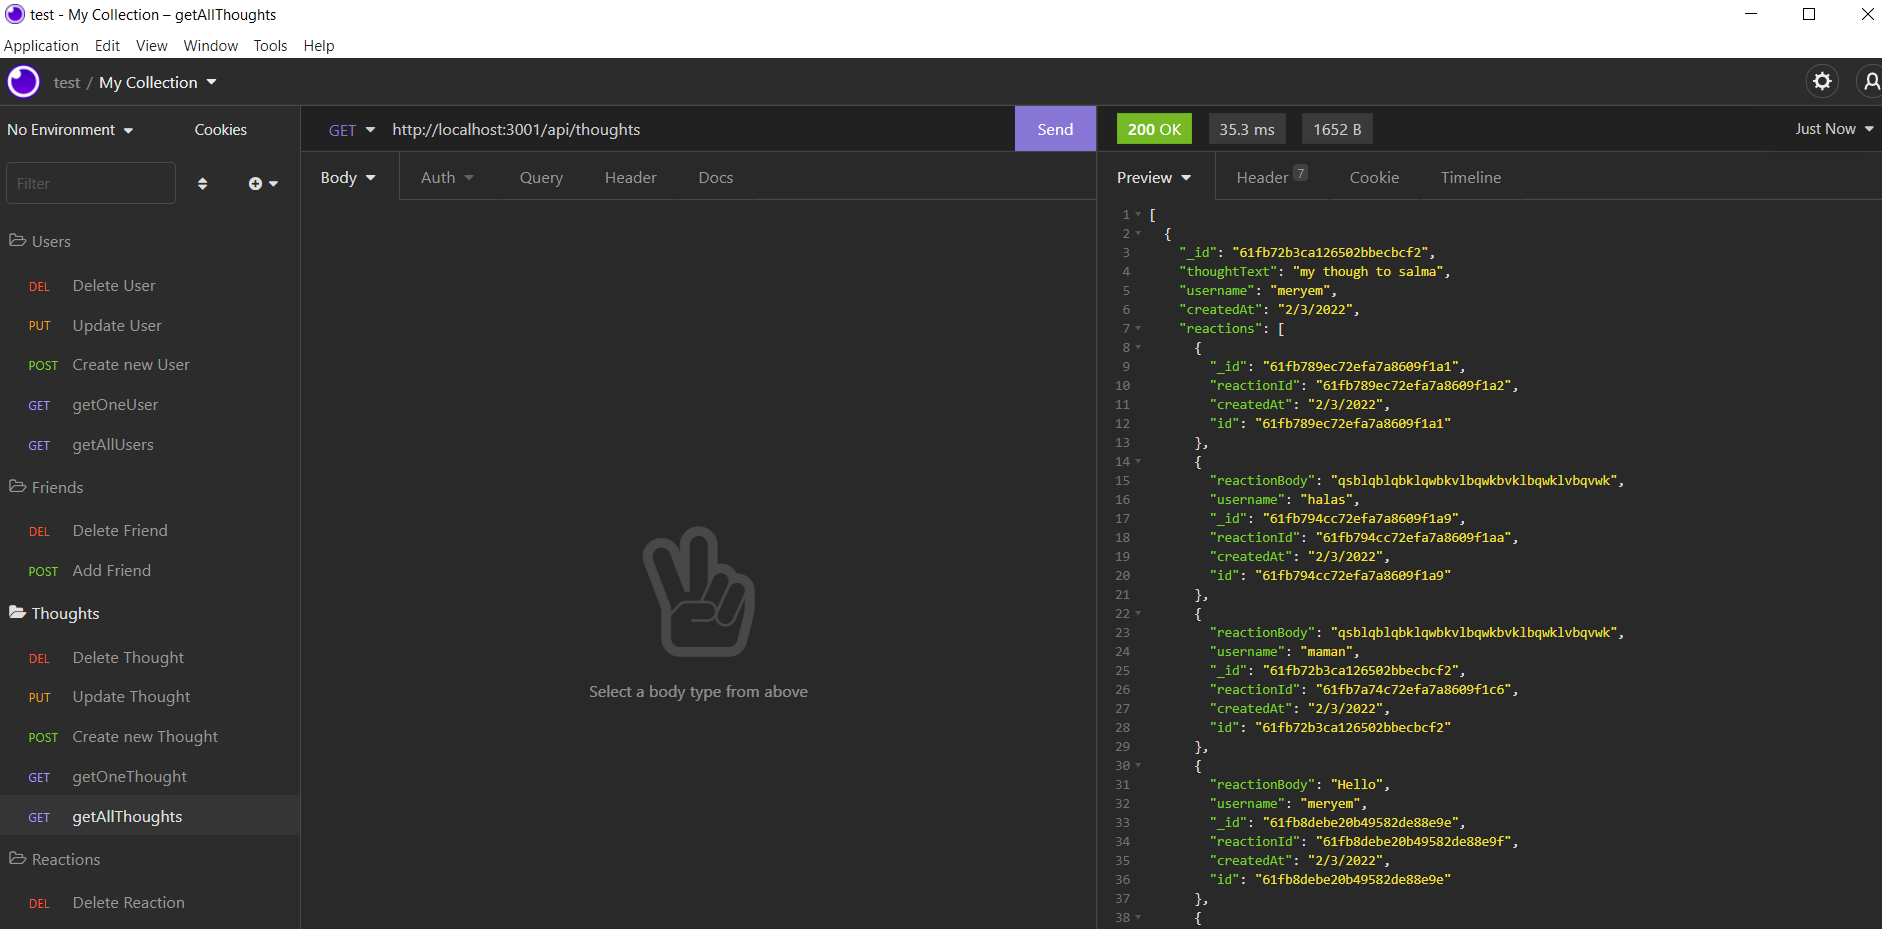 test - My Collection – getAllThoughts
Application Edit View Window Tools Help
test / My Collection
No Environment Cookies
Filter
Users
DEL Delete User
PUT Update User
POST Create new User
GET getOneUser
GET getAllUsers
Friends
DEL Delete Friend
POST Add Friend
Thoughts
DEL Delete Thought
PUT Update Thought
POST Create new Thought
GET getOneThought
GET getAllThoughts
Reactions
DEL Delete Reaction
GET http://localhost:3001/api/thoughts Send
Body Auth Query Header Docs
Select a body type from above
200 OK 35.3 ms 1652 B Just Now
Preview Header 7 Cookie Timeline
1 [
2 {
3 "_id": "61fb72b3ca126502bbecbcf2",
4 "thoughtText": "my though to salma",
5 "username": "meryem",
6 "createdAt": "2/3/2022",
7 "reactions": [
8 {
9 "_id": "61fb789ec72efa7a8609f1a1",
10 "reactionId": "61fb789ec72efa7a8609f1a2",
11 "createdAt": "2/3/2022",
12 "id": "61fb789ec72efa7a8609f1a1"
13 },
14 {
15 "reactionBody": "qsblqblqbklqwbkvlbqwkbvklbqwklvbqvwk",
16 "username": "halas",
17 "_id": "61fb794cc72efa7a8609f1a9",
18 "reactionId": "61fb794cc72efa7a8609f1aa",
19 "createdAt": "2/3/2022",
20 "id": "61fb794cc72efa7a8609f1a9"
21 },
22 {
23 "reactionBody": "qsblqblqbklqwbkvlbqwkbvklbqwklvbqvwk",
24 "username": "maman",
25 "_id": "61fb72b3ca126502bbecbcf2",
26 "reactionId": "61fb7a74c72efa7a8609f1c6",
27 "createdAt": "2/3/2022",
28 "id": "61fb72b3ca126502bbecbcf2"
29 },
30 {
31 "reactionBody": "Hello",
32 "username": "meryem",
33 "_id": "61fb8debe20b49582de88e9e",
34 "reactionId": "61fb8debe20b49582de88e9f",
35 "createdAt": "2/3/2022",
36 "id": "61fb8debe20b49582de88e9e"
37 },
38 {